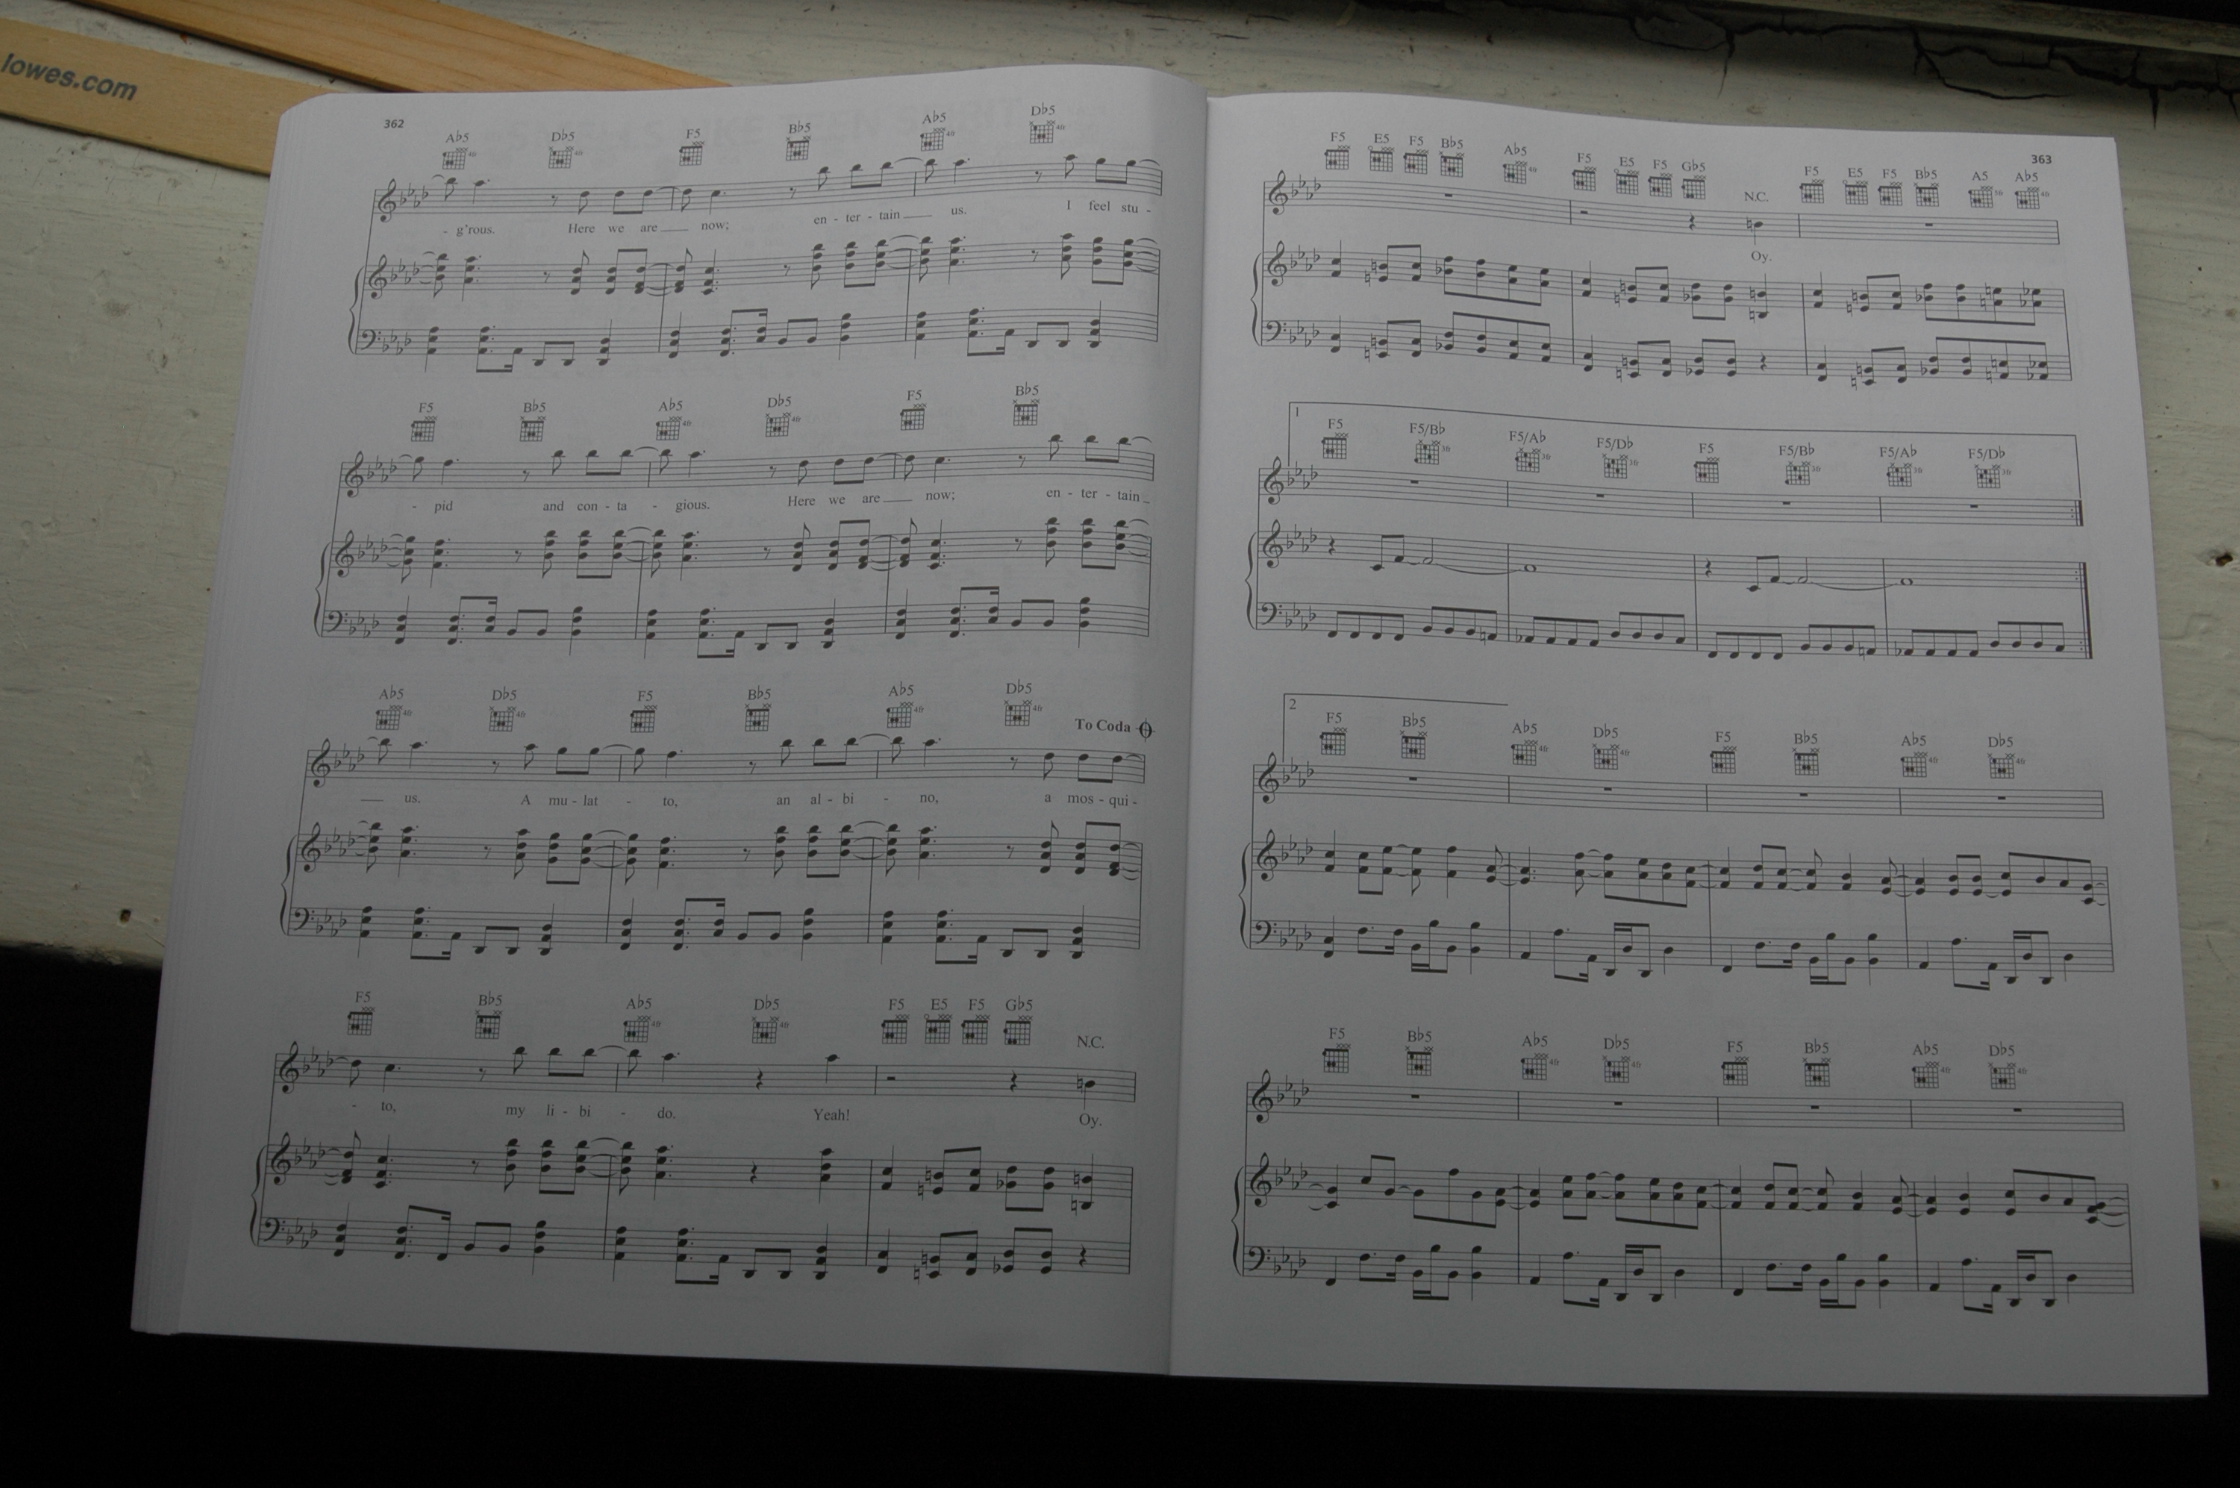 lowes.com
362
Ab5 Db5 F5 Bb5 Ab5 Db5
- g'rous. Here we are now; en - ter - tain us. I feel stu -
F5 Bb5 Ab5 Db5 F5 Bb5
- pid and con - ta - gious. Here we are now; en - ter - tain
Ab5 Db5 F5 Bb5 Ab5 Db5
To Coda
us. A mu - lat - to, an al - bi - no, a mos - qui -
F5 Bb5 Ab5 Db5 F5 E5 F5 Gb5
N.C.
- to, my li - bi - do. Yeah! Oy.
363
F5 E5 F5 Bb5 Ab5 F5 E5 F5 Gb5 N.C. F5 E5 F5 Bb5 A5 Ab5
Oy.
1
F5 F5/Bb F5/Ab F5/Db F5 F5/Bb F5/Ab F5/Db
2
F5 Bb5 Ab5 Db5 F5 Bb5 Ab5 Db5
F5 Bb5 Ab5 Db5 F5 Bb5 Ab5 Db5